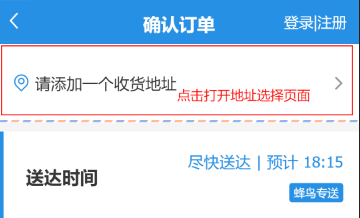 确认订单
登录|注册
请添加一个收货地址
点击打开地址选择页面
尽快送达 | 预计 18:15
送达时间
蜂鸟专送